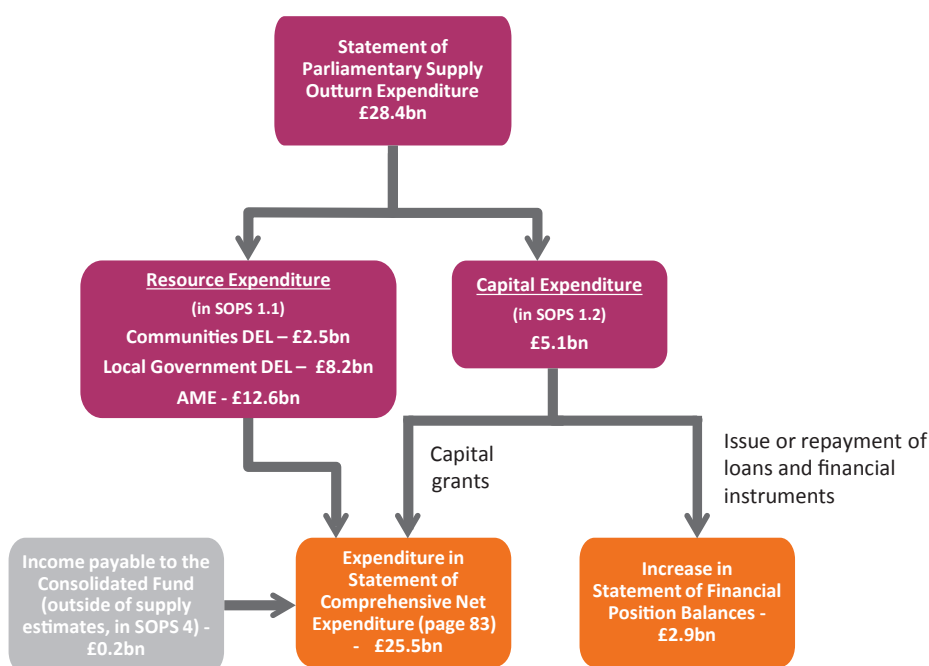 Statement of
Parliamentary Supply
Outturn Expenditure
£28.4bn
Resource Expenditure
(in SOPS 1.1)
Communities DEL – £2.5bn
Local Government DEL – £8.2bn
AME - £12.6bn
Capital Expenditure
(in SOPS 1.2)
£5.1bn
Capital
grants
Issue or repayment of
loans and financial
instruments
Income payable to the
Consolidated Fund
(outside of supply
estimates, in SOPS 4) -
£0.2bn
Expenditure in
Statement of
Comprehensive Net
Expenditure (page 83)
- £25.5bn
Increase in
Statement of Financial
Position Balances -
£2.9bn